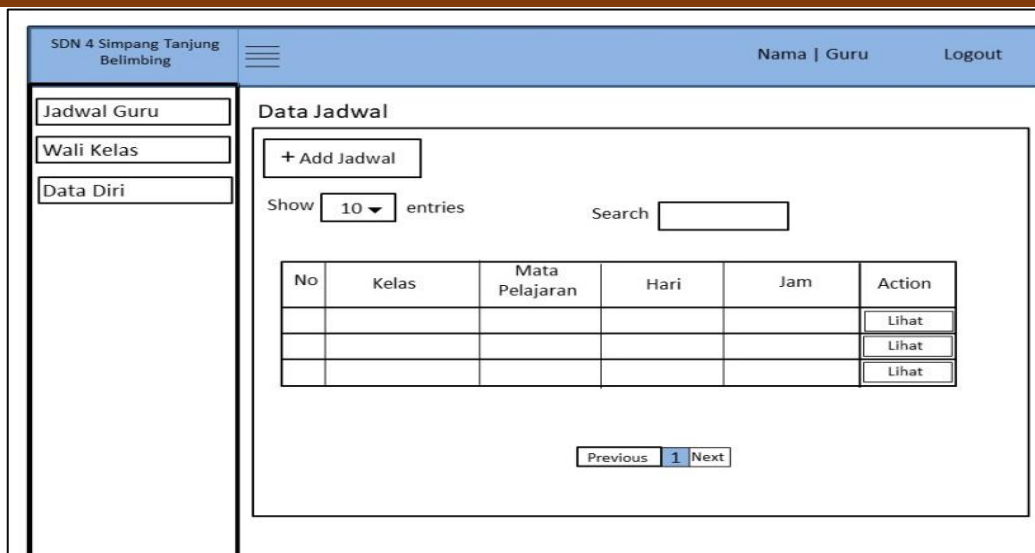 SDN 4 Simpang Tanjung
Belimbing
Nama | Guru
Logout
Jadwal Guru
Wali Kelas
Data Diri
Data Jadwal
+ Add Jadwal
Show 10 entries
Search
No
Kelas
Mata
Pelajaran
Hari
Jam
Action
Lihat
Lihat
Lihat
Previous 1 Next